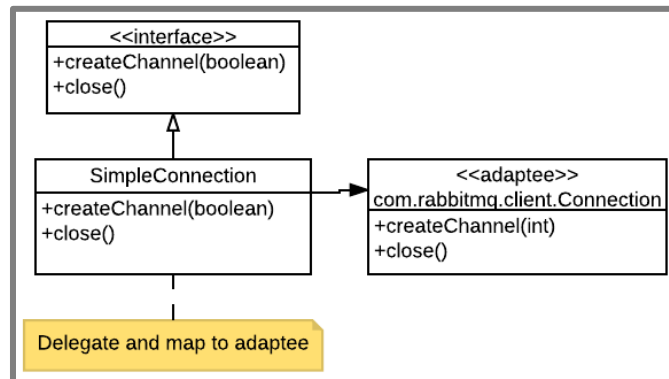 <<interface>>
+createChannel(boolean)
+close()
SimpleConnection
+createChannel(boolean)
+close()
<<adaptee>>
com.rabbitmq.client.Connection
+createChannel(int)
+close()
Delegate and map to adaptee